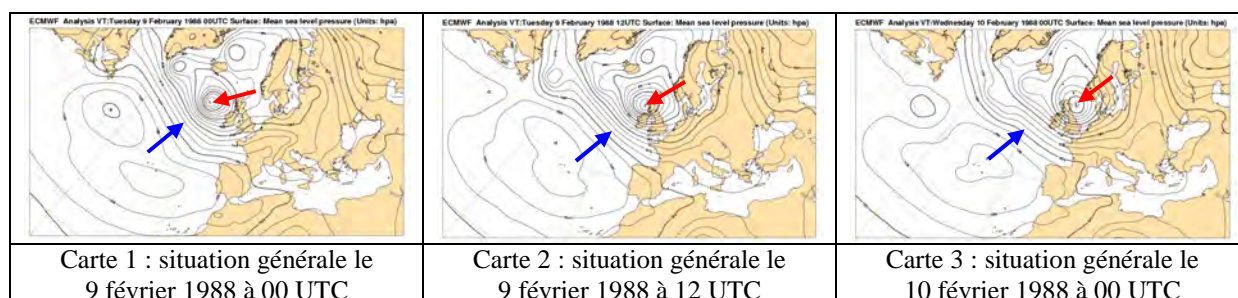 ECMWF Analysis VT:Tuesday 9 February 1988 00UTC Surface: Mean sea level pressure (Units: hpa)
ECMWF Analysis VT:Tuesday 9 February 1988 12UTC Surface: Mean sea level pressure (Units: hpa)
ECMWF Analysis VT:Wednesday 10 February 1988 00UTC Surface: Mean sea level pressure (Units: hpa)
Carte 1 : situation générale le
9 février 1988 à 00 UTC
Carte 2 : situation générale le
9 février 1988 à 12 UTC
Carte 3 : situation générale le
10 février 1988 à 00 UTC